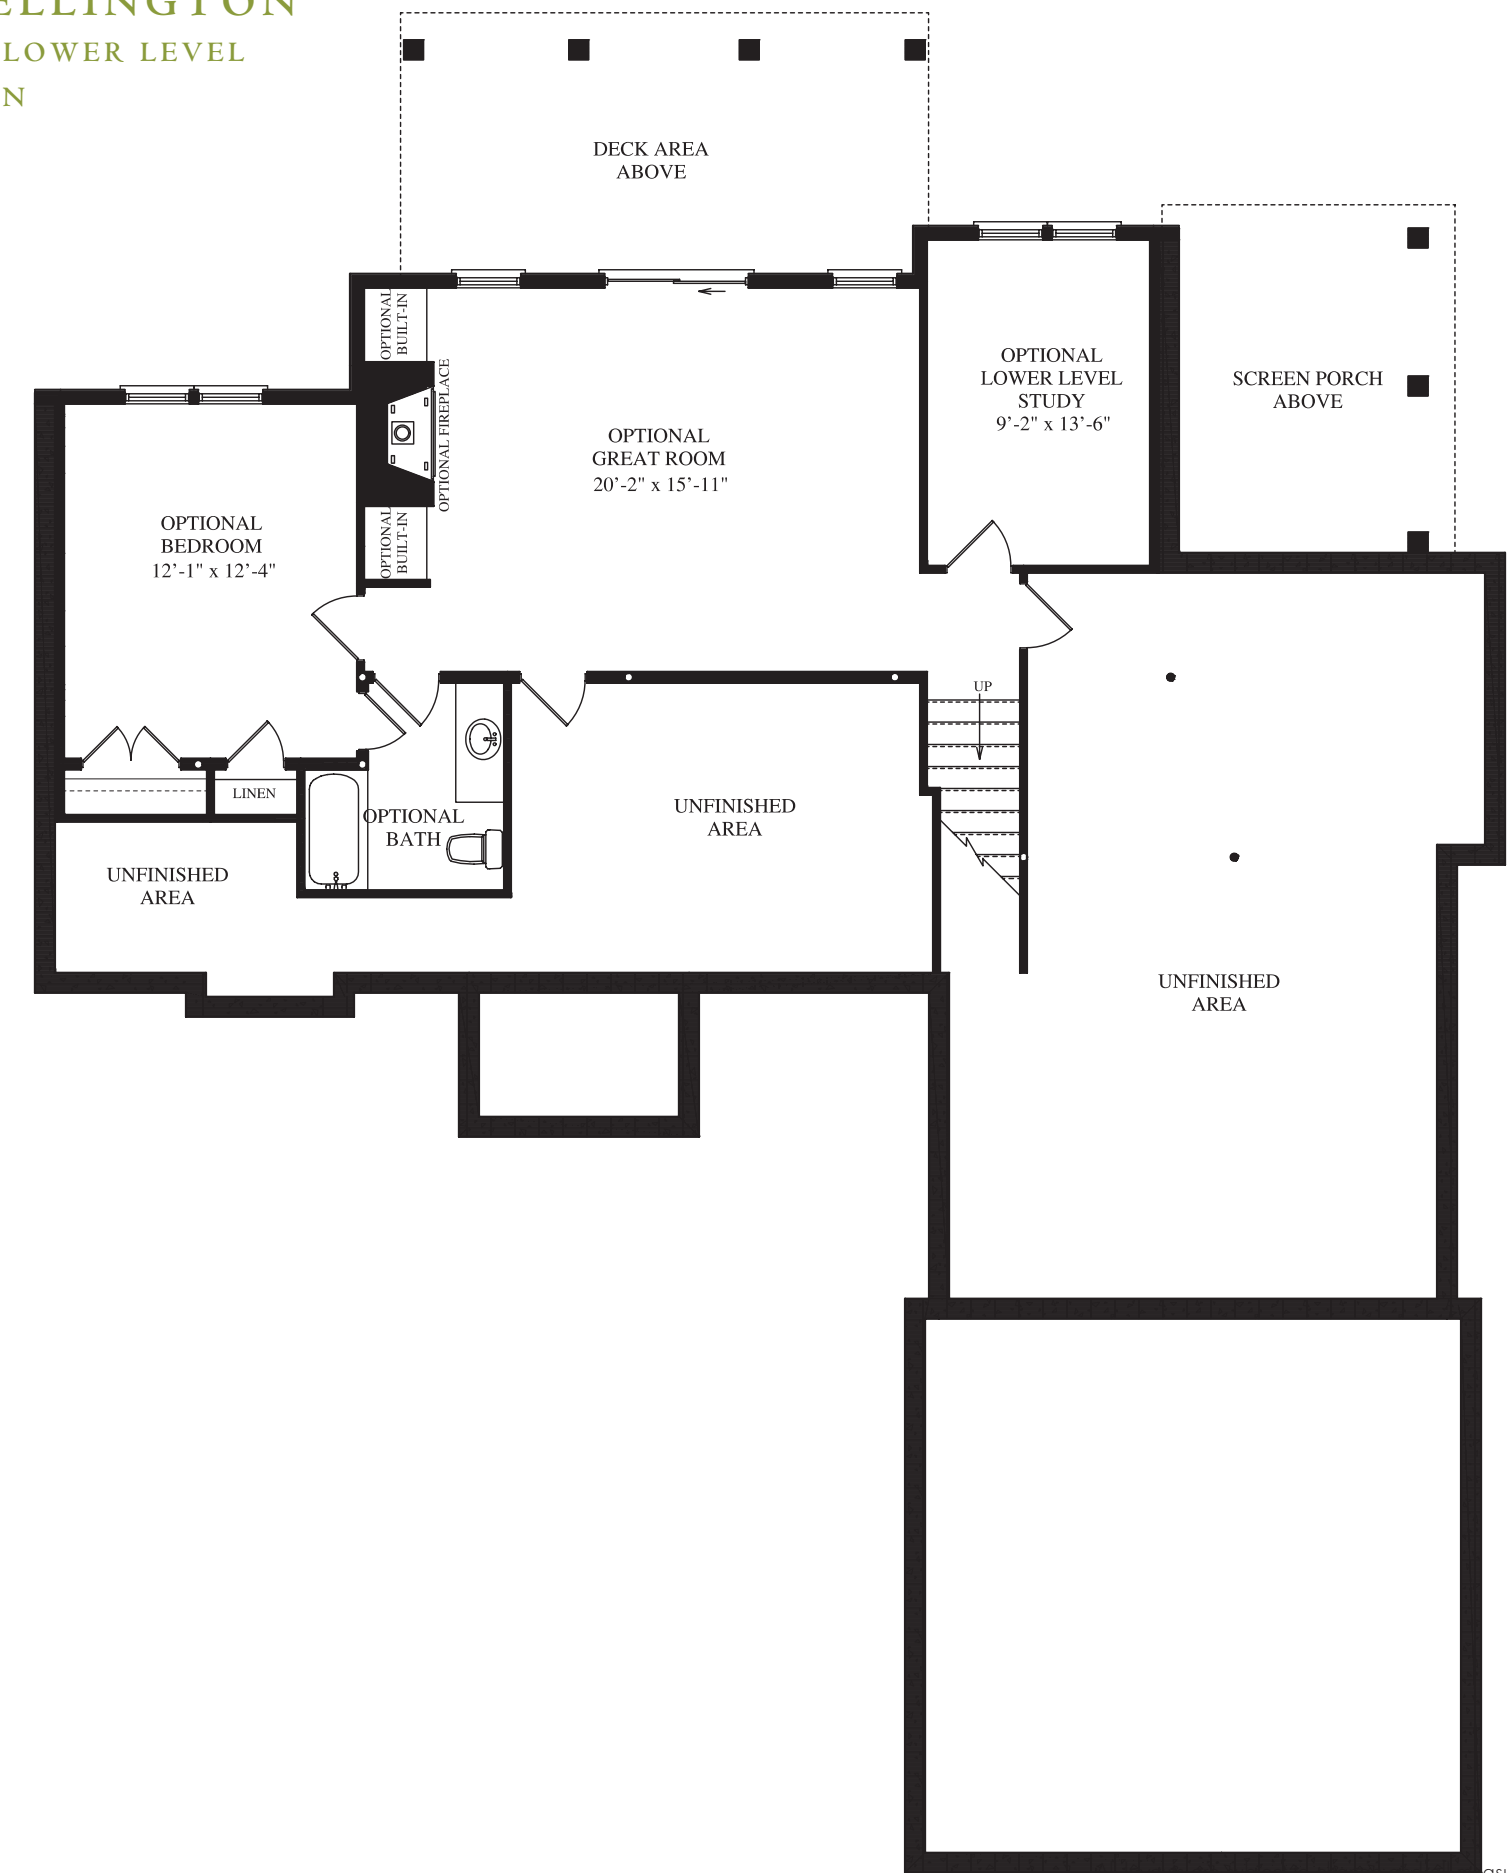 ELLINGTON
LOWER LEVEL
N
DECK AREA
ABOVE
OPTIONAL
BUILT-IN
OPTIONAL FIREPLACE
OPTIONAL
BUILT-IN
OPTIONAL
GREAT ROOM
20'-2" x 15'-11"
OPTIONAL
LOWER LEVEL
STUDY
9'-2" x 13'-6"
SCREEN PORCH
ABOVE
OPTIONAL
BEDROOM
12'-1" x 12'-4"
UP
LINEN
OPTIONAL
BATH
UNFINISHED
AREA
UNFINISHED
AREA
UNFINISHED
AREA